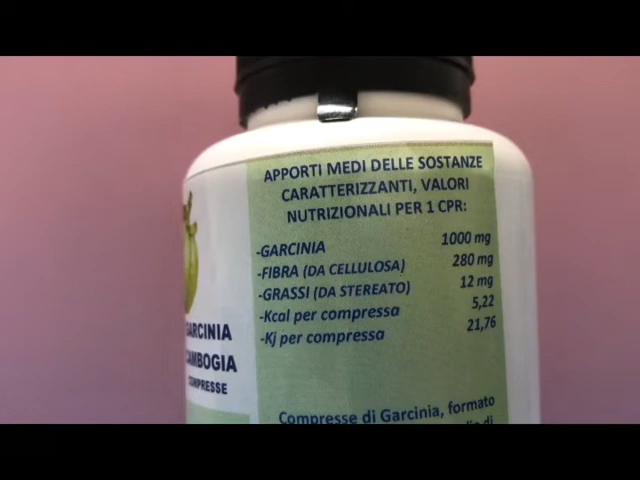 APPORTI MEDI DELLE SOSTANZE
CARATTERIZZANTI, VALORI
NUTRIZIONALI PER 1 CPR:
-GARCINIA 1000 mg
-FIBRA (DA CELLULOSA) 280 mg
-GRASSI (DA STEREATO) 12 mg
-Kcal per compressa 5,22
-Kj per compressa 21,76
GARCINIA
CAMBOGIA
COMPRESSE
Compresse di Garcinia, formato
di